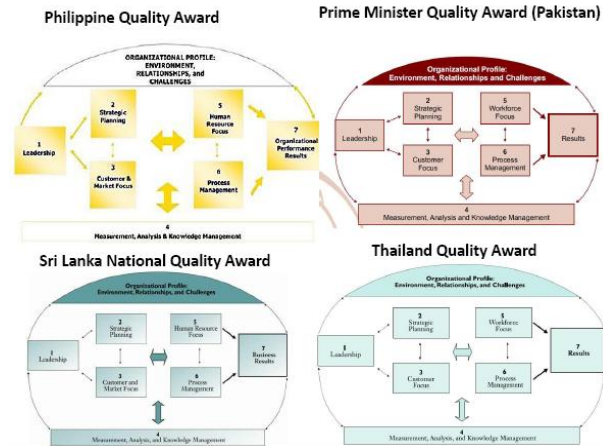 Philippine Quality Award
ORGANIZATIONAL PROFILE:
ENVIRONMENT,
RELATIONSHIPS, and
CHALLENGES
1
Leadership
2
Strategic
Planning
3
Customer &
Market Focus
5
Human
Resource
Focus
6
Process
Management
7
Organizational
Performance
Results
4
Measurement, Analysis & Knowledge Management
Prime Minister Quality Award (Pakistan)
Organizational Profile:
Environment, Relationships and Challenges
1
Leadership
2
Strategic
Planning
3
Customer
Focus
5
Workforce
Focus
6
Process
Management
7
Results
4
Measurement, Analysis and Knowledge Management
Sri Lanka National Quality Award
Organizational Profile:
Environment, Relationships, and Challenges
1
Leadership
2
Strategic
Planning
3
Customer and
Market Focus
5
Human Resource
Focus
6
Process
Management
7
Business
Results
4
Measurement, Analysis, and Knowledge Management
Thailand Quality Award
Organizational Profile:
Environment, Relationships, and Challenges
1
Leadership
2
Strategic
Planning
3
Customer
Focus
5
Workforce
Focus
6
Process Management
7
Results
4
Measurement, Analysis, and Knowledge Management